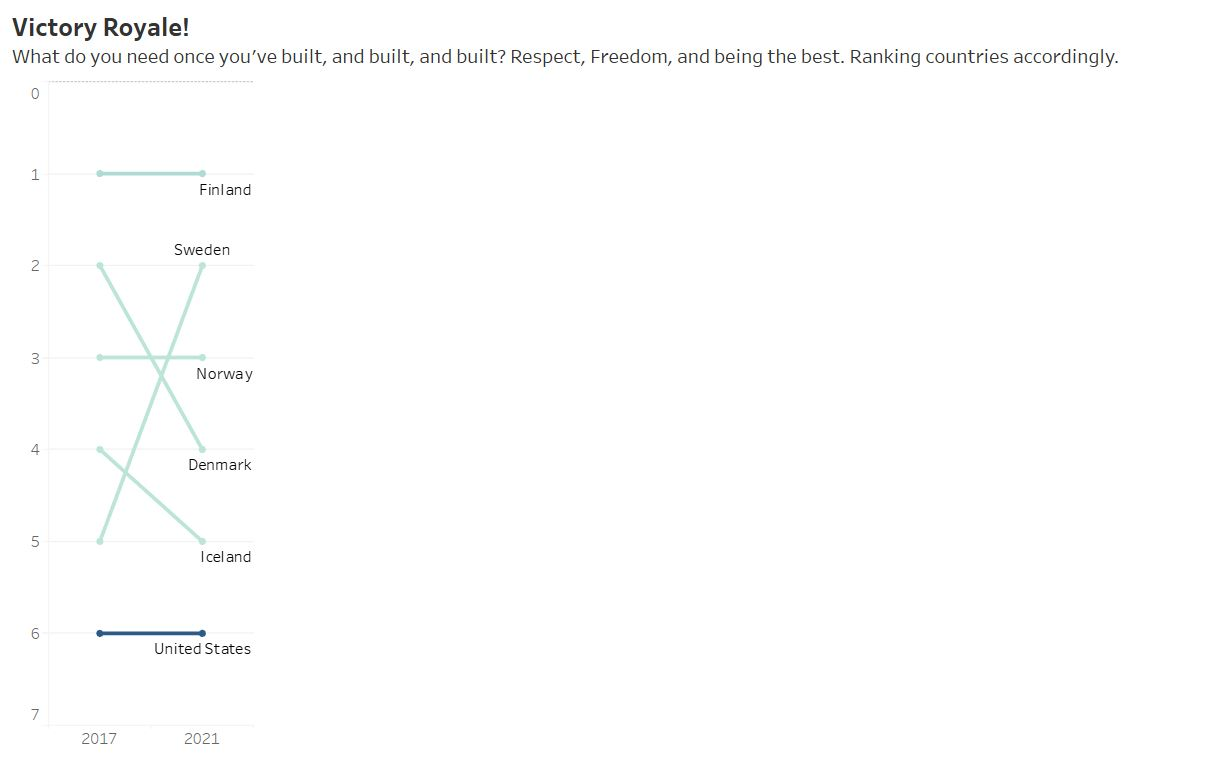 Victory Royale!
What do you need once you’ve built, and built, and built? Respect, Freedom, and being the best. Ranking countries accordingly.
0
1
Finland
Sweden
2
3
Norway
4
Denmark
5
Iceland
6
United States
7
2017 2021